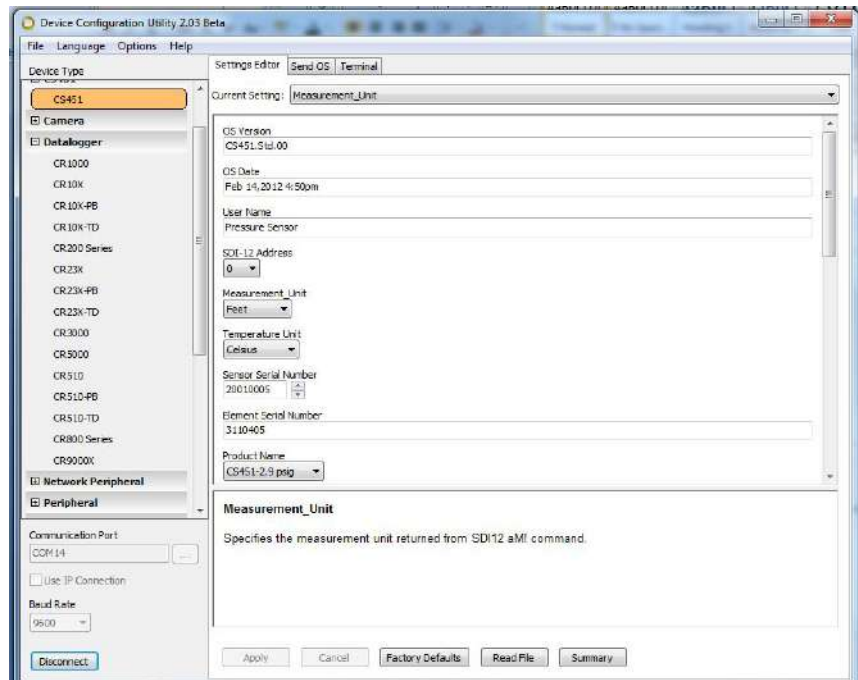 Device Configuration Utility 2.03 Beta
File Language Options Help
Device Type
CS451
Camera
Datalogger
CR1000
CR10X
CR10X-PB
CR10X-TD
CR200 Series
CR23X
CR23X-PB
CR23X-TD
CR3000
CR5000
CR510
CR510-PB
CR510-TD
CR800 Series
CR9000X
Network Peripheral
Peripheral
Communication Port
COM14
...
Use IP Connection
Baud Rate
9600
Disconnect
Settings Editor Send OS Terminal
Current Setting: Measurement_Unit
OS Version
CS451.Std.00
OS Date
Feb 14,2012 4:50pm
User Name
Pressure Sensor
SDI-12 Address
0
Measurement_Unit
Feet
Temperature Unit
Celsius
Sensor Serial Number
20010005
Element Serial Number
3110405
Product Name
CS451-2.9 psig
Measurement_Unit
Specifies the measurement unit returned from SDI12 aM! command.
Apply Cancel Factory Defaults Read File Summary